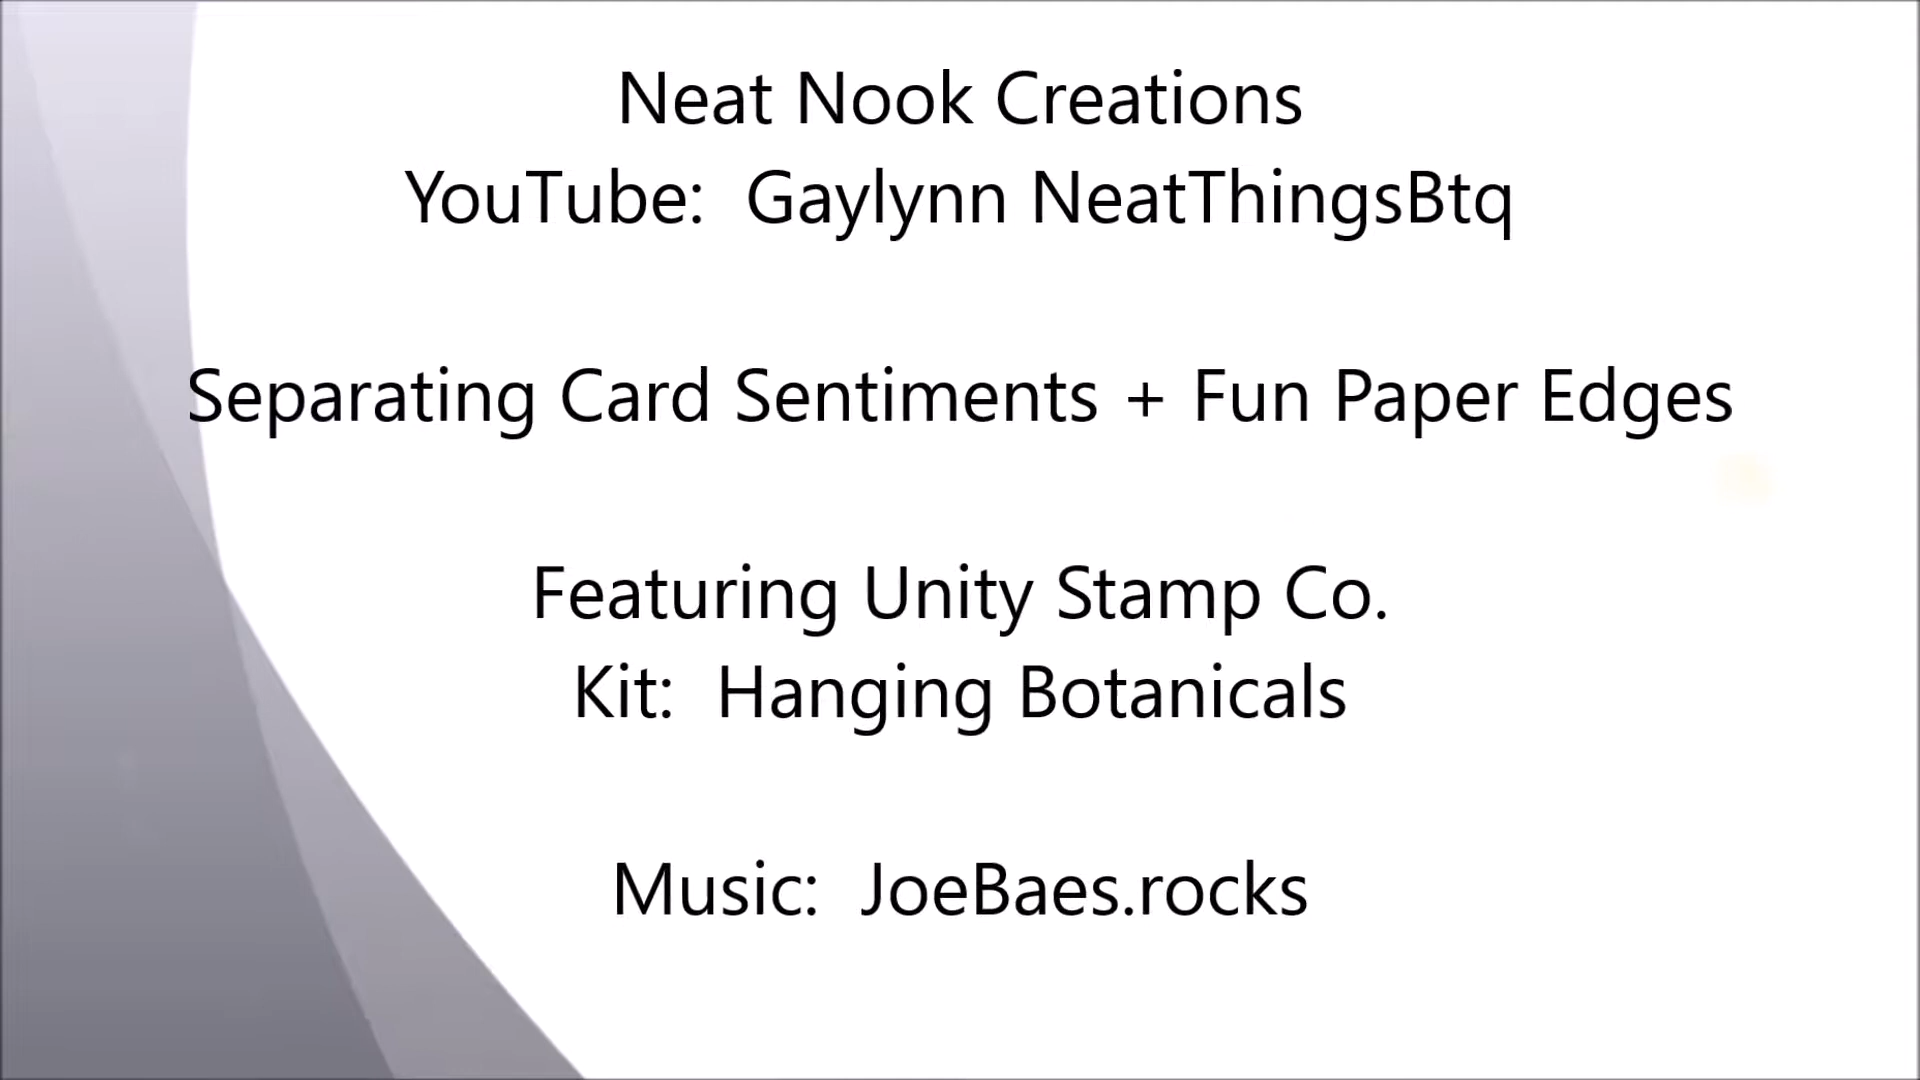 Neat Nook Creations
YouTube:  Gaylynn NeatThingsBtq
Separating Card Sentiments + Fun Paper Edges
Featuring Unity Stamp Co.
Kit:  Hanging Botanicals
Music:  JoeBaes.rocks